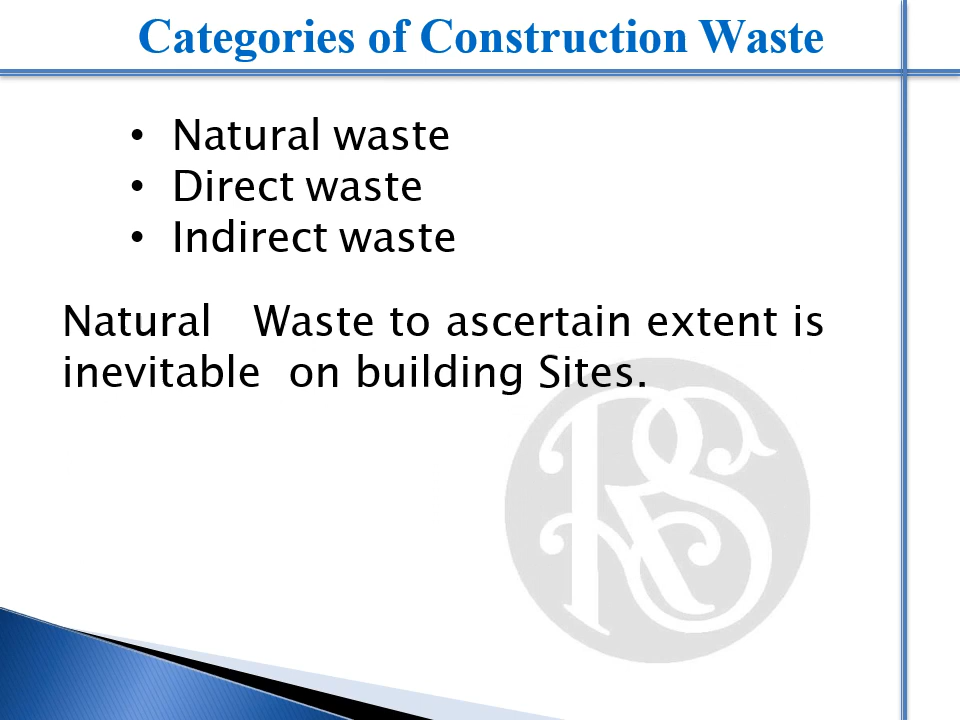 Categories of Construction Waste
• Natural waste
• Direct waste
• Indirect waste
Natural   Waste to ascertain extent is
inevitable  on building Sites.